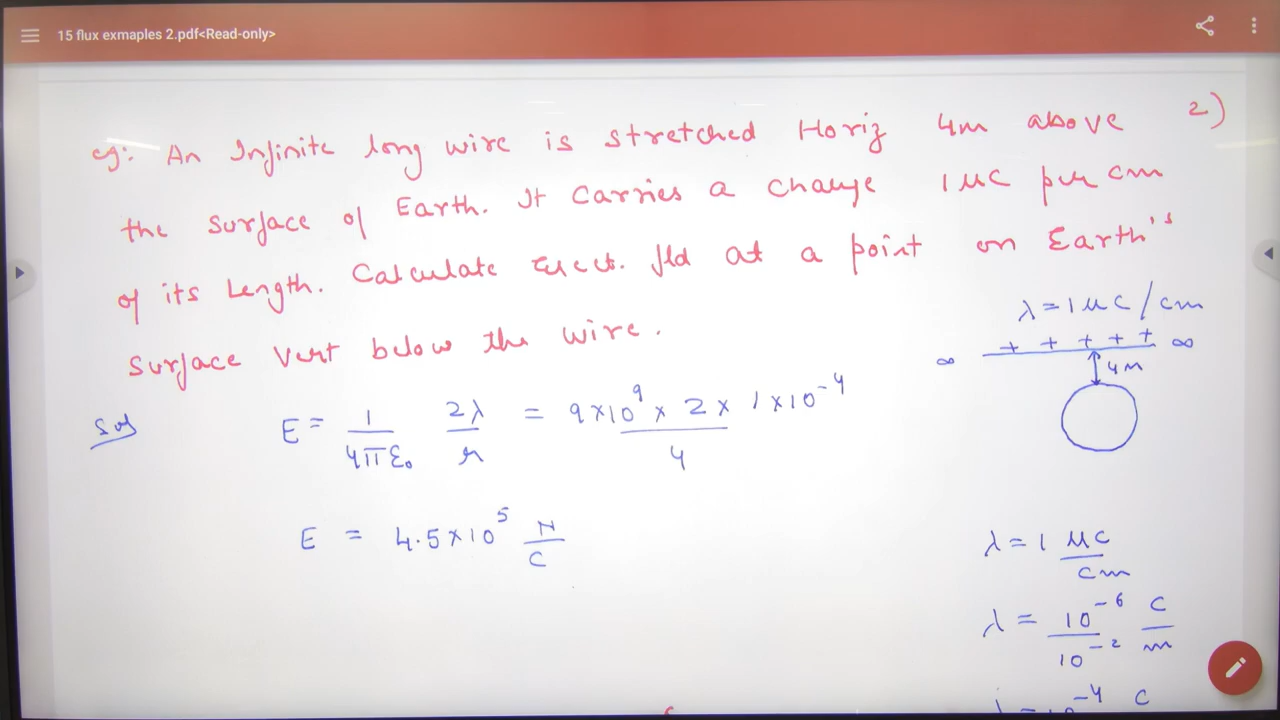 15 flux exmaples 2.pdf<Read-only>
eg: An Infinite long wire is stretched Horiz 4m above
2)
the surface of Earth. It Carries a Charge 1 μC per cm
of its Length. Calculate Elect. fld at a point on Earth's
Surface Vert below the wire.
λ = 1 μC/cm
∞ + + + + + ∞
4m
Sol E = 1/4πε₀ 2λ/r = 9×10⁹ × 2 × 1×10⁻⁴/4
E = 4.5×10⁵ N/C
λ = 1 μC/cm
λ = 10⁻⁶/10⁻² C/m